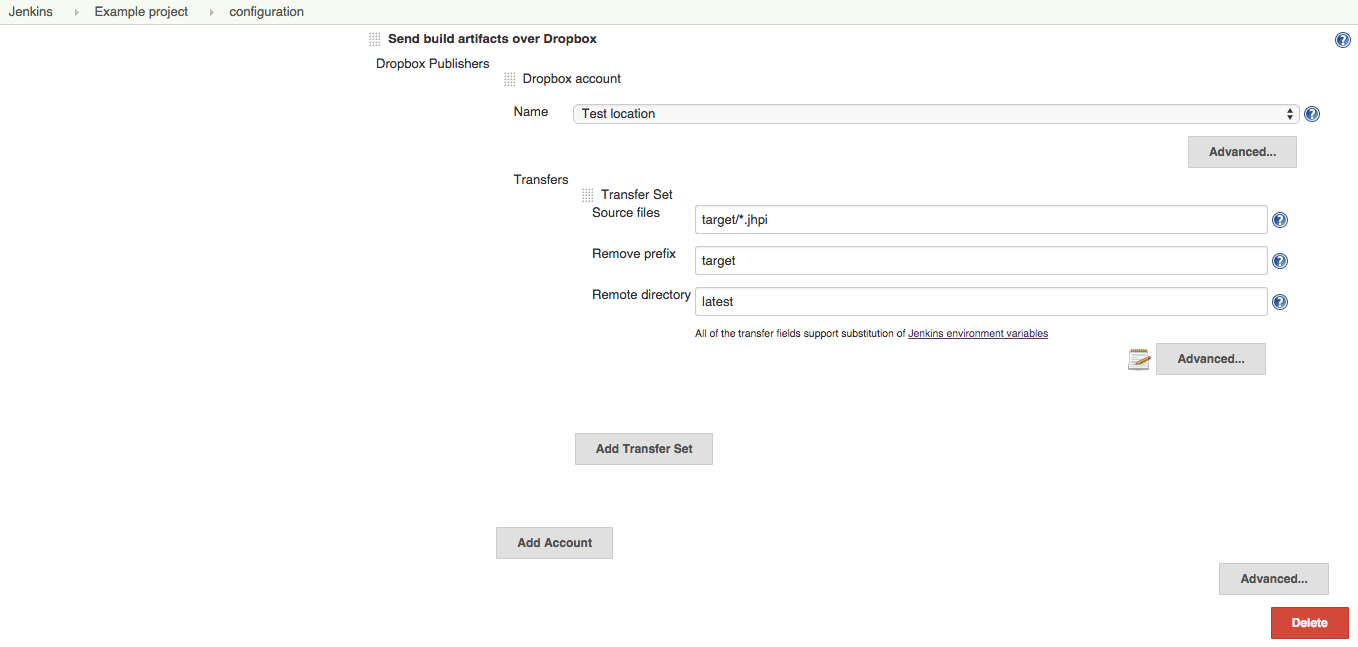 Jenkins Example project configuration
Send build artifacts over Dropbox
Dropbox Publishers
Dropbox account
Name Test location
Advanced...
Transfers
Transfer Set
Source files target/*.jhpi
Remove prefix target
Remote directory latest
All of the transfer fields support substitution of Jenkins environment variables
Advanced...
Add Transfer Set
Add Account
Advanced...
Delete